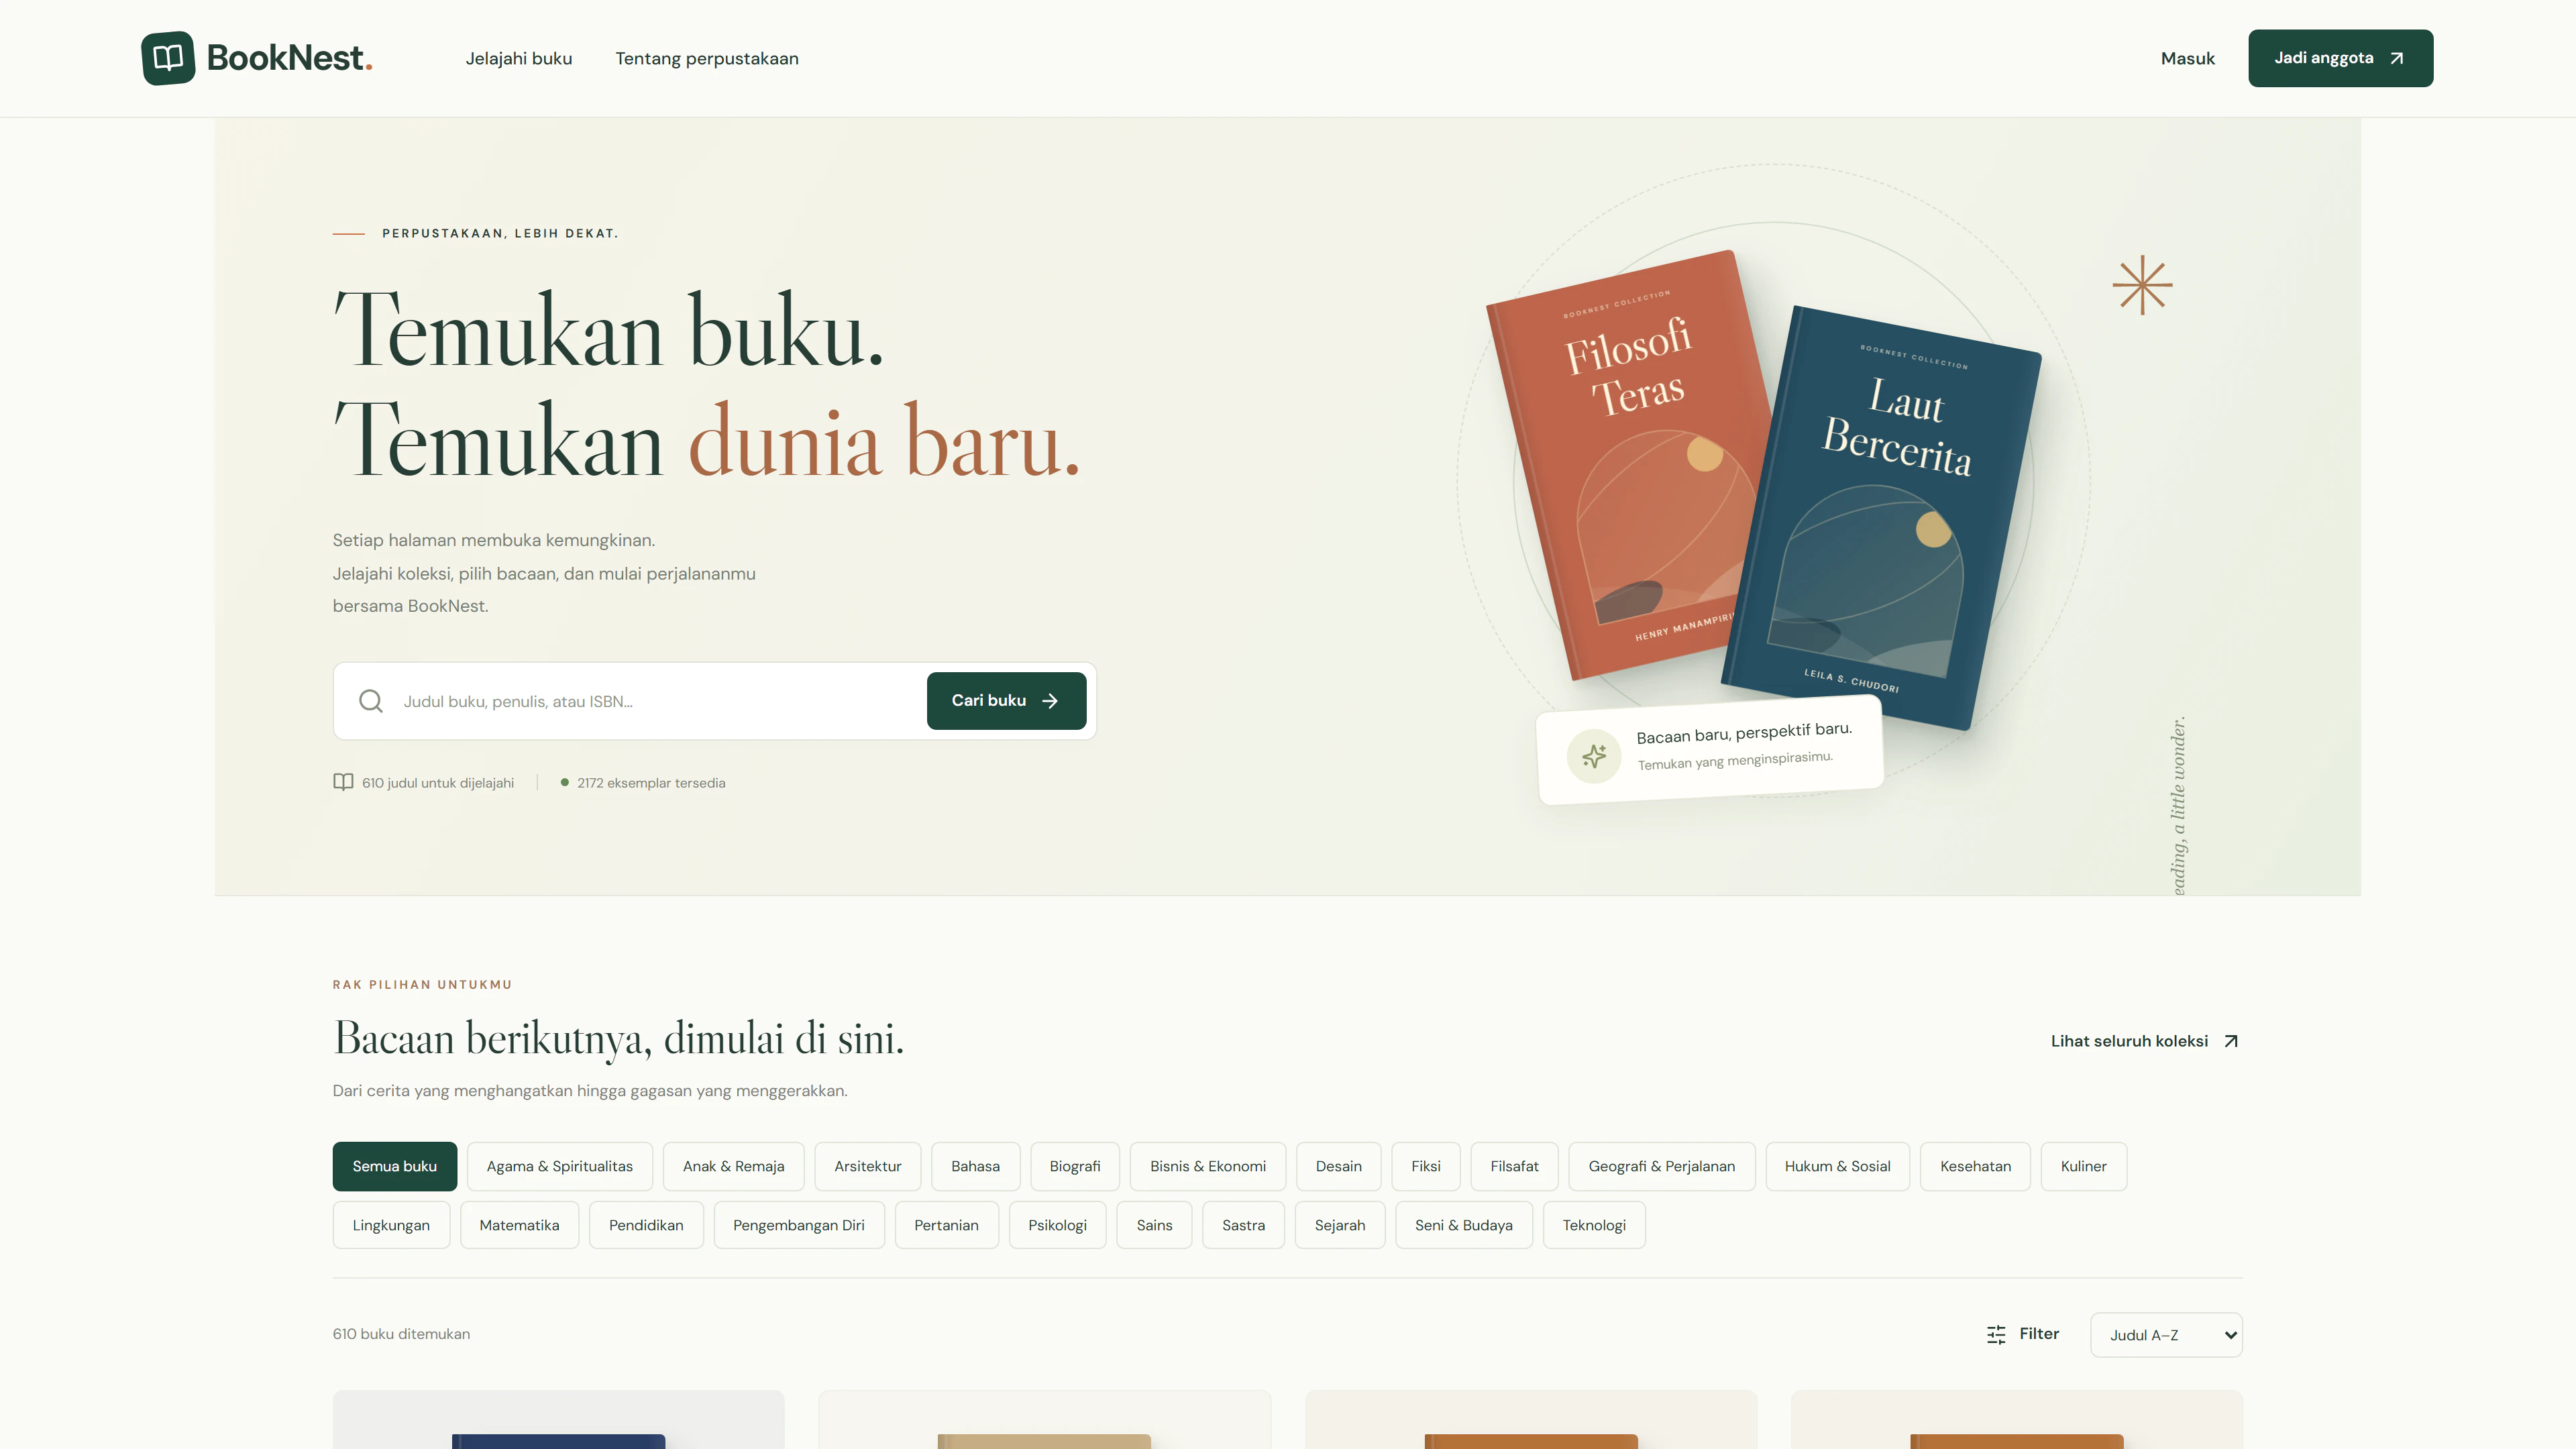 BookNest.
Jelajahi buku
Tentang perpustakaan
Masuk
Jadi anggota
PERPUSTAKAAN, LEBIH DEKAT.
Temukan buku.
Temukan dunia baru.
Setiap halaman membuka kemungkinan.
Jelajahi koleksi, pilih bacaan, dan mulai perjalananmu
bersama BookNest.
Judul buku, penulis, atau ISBN...
Cari buku
610 judul untuk dijelajahi
2172 eksemplar tersedia
BOOKNEST COLLECTION
Filosofi
Teras
HENRY
BOOKNEST COLLECTION
Laut
Bercerita
LEILA S. CHUDORI
Bacaan baru, perspektif baru.
Temukan yang menginspirasimu.
eading, a little wonder.
RAK PILIHAN UNTUKMU
Bacaan berikutnya, dimulai di sini.
Dari cerita yang menghangatkan hingga gagasan yang menggerakkan.
Lihat seluruh koleksi
Semua buku
Agama & Spiritualitas
Anak & Remaja
Arsitektur
Bahasa
Biografi
Bisnis & Ekonomi
Desain
Fiksi
Filsafat
Geografi & Perjalanan
Hukum & Sosial
Kesehatan
Kuliner
Lingkungan
Matematika
Pendidikan
Pengembangan Diri
Pertanian
Psikologi
Sains
Sastra
Sejarah
Seni & Budaya
Teknologi
610 buku ditemukan
Filter
Judul A–Z